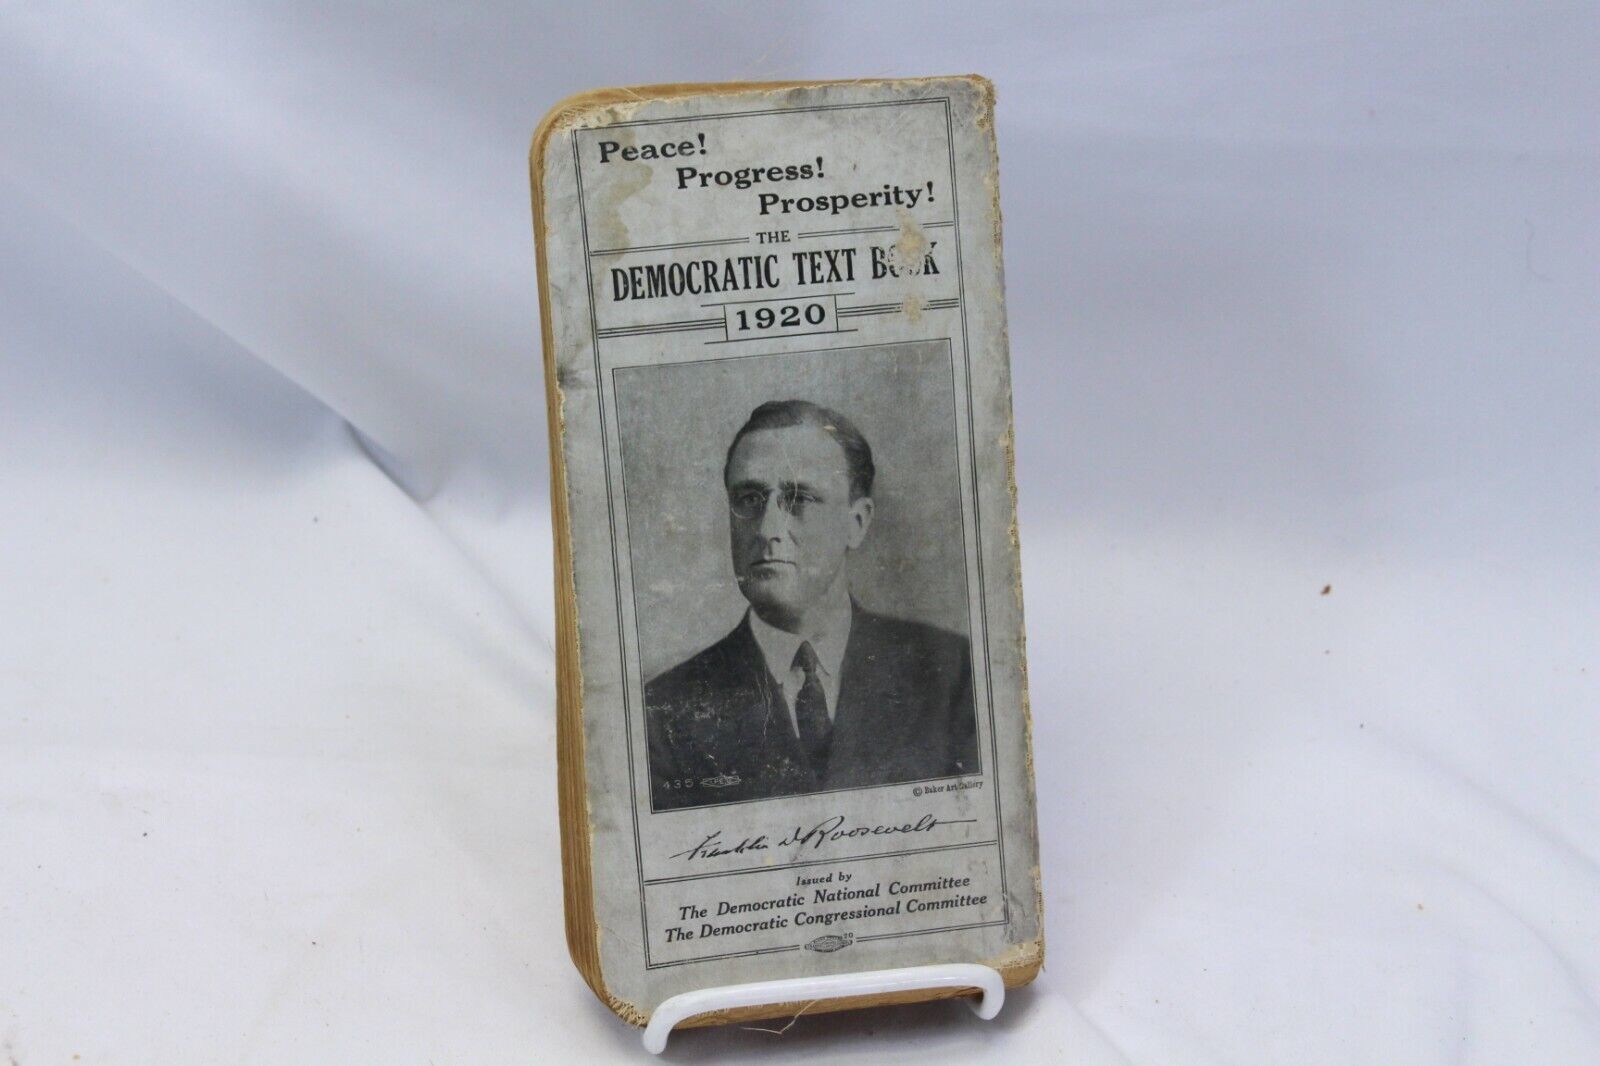 Peace!
Progress!
Prosperity!
THE
DEMOCRATIC TEXT BOOK
1920
435
© Baker Art Gallery
Franklin D Roosevelt
Issued by
The Democratic National Committee
The Democratic Congressional Committee
20